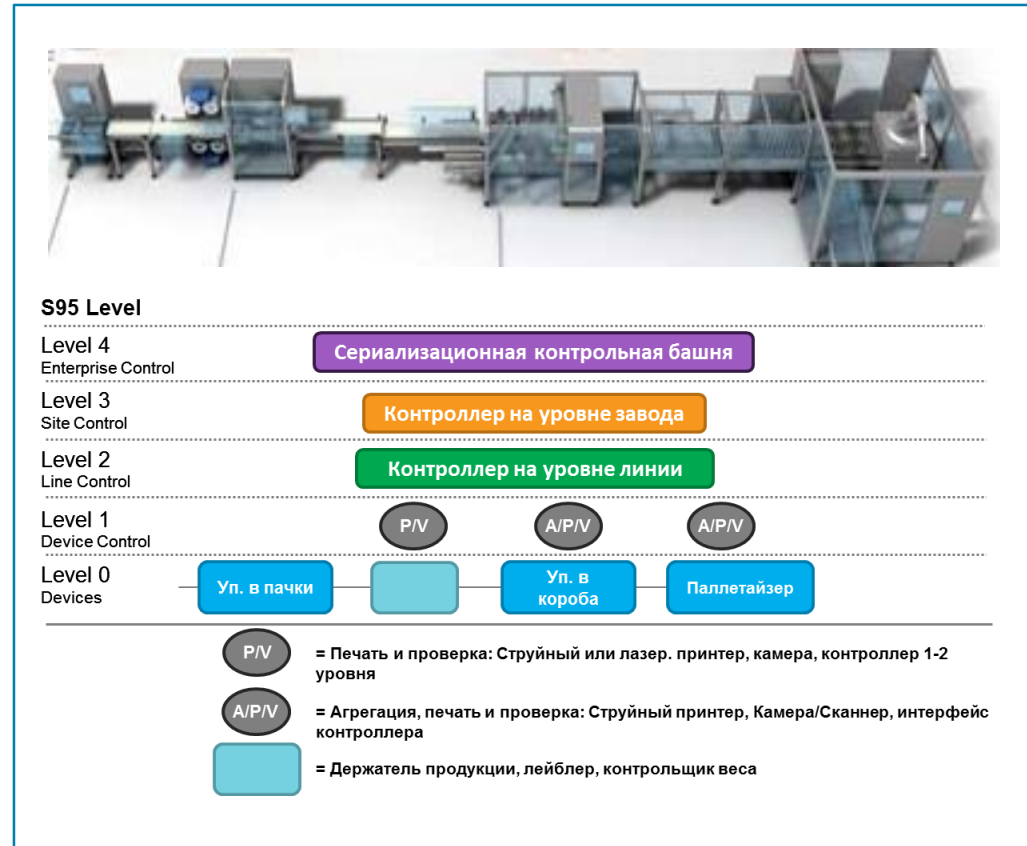 S95 Level
Level 4
Enterprise Control
Сериализационная контрольная башня
Level 3
Site Control
Контроллер на уровне завода
Level 2
Line Control
Контроллер на уровне линии
Level 1
Device Control
P/V
A/P/V
A/P/V
Level 0
Devices
Уп. в пачки
Уп. в
короба
Паллетайзер
P/V
= Печать и проверка: Струйный или лазер. принтер, камера, контроллер 1-2
уровня
A/P/V
= Агрегация, печать и проверка: Струйный принтер, Камера/Сканнер, интерфейс
контроллера
= Держатель продукции, лейблер, контрольщик веса